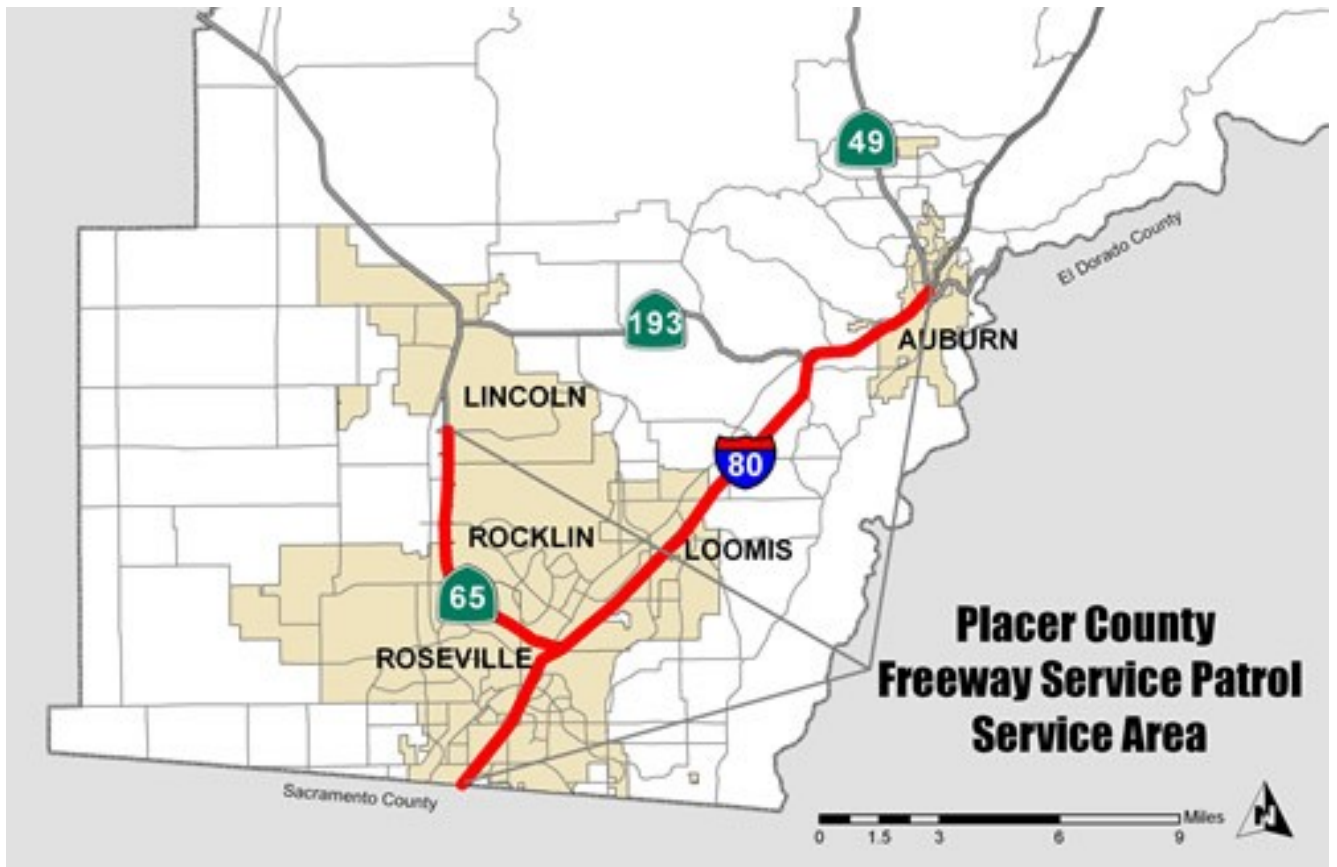 49
El Dorado County
193
AUBURN
LINCOLN
80
ROCKLIN
LOOMIS
65
ROSEVILLE
Placer County
Freeway Service Patrol
Service Area
Sacramento County
Miles
0 1.5 3 6 9
N